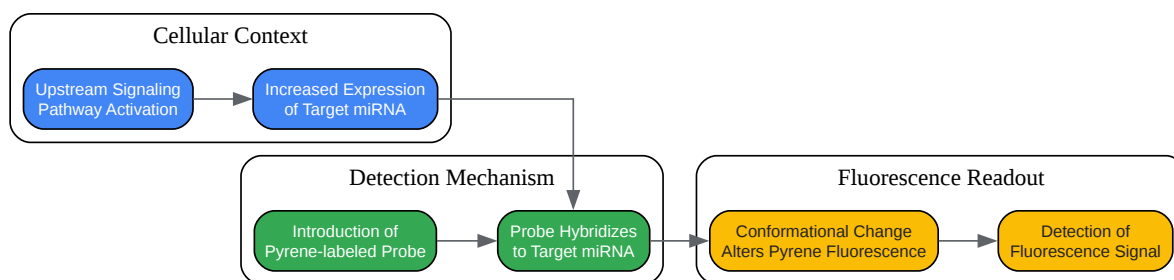 Cellular Context
Upstream Signaling
Pathway Activation
Increased Expression
of Target miRNA
Detection Mechanism
Introduction of
Pyrene-labeled Probe
Probe Hybridizes
to Target miRNA
Fluorescence Readout
Conformational Change
Alters Pyrene Fluorescence
Detection of
Fluorescence Signal